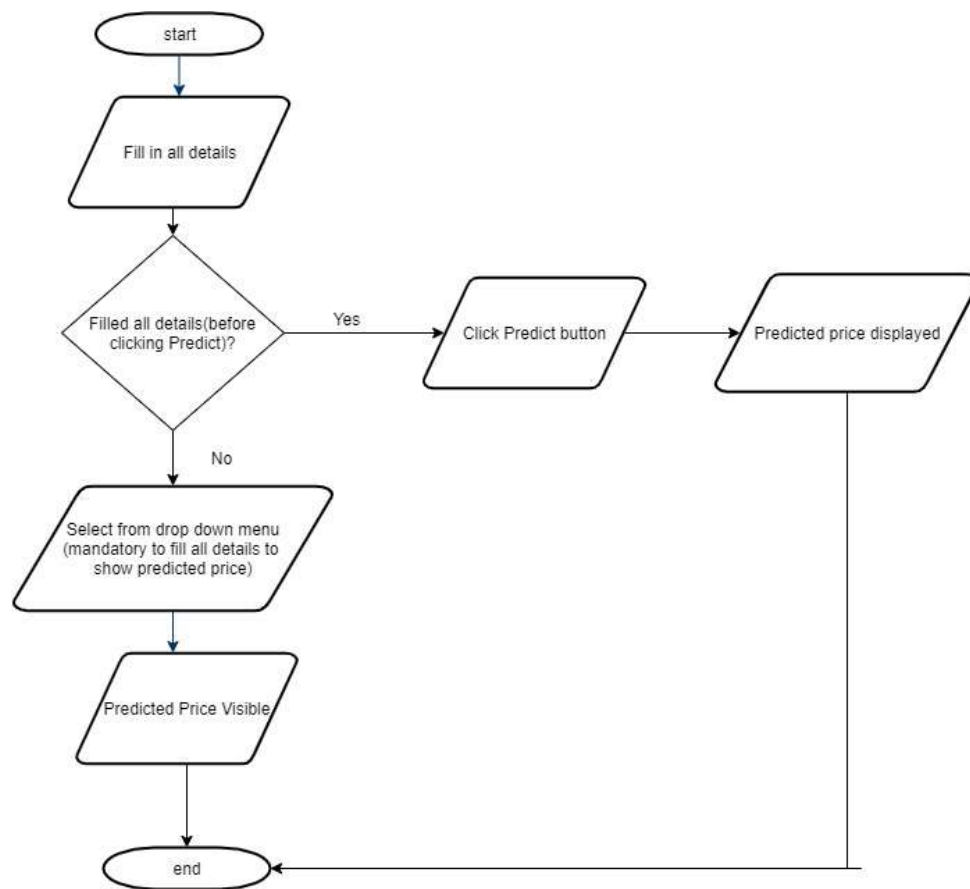 start
Fill in all details
Filled all details(before
clicking Predict)?
Yes
Click Predict button
Predicted price displayed
No
Select from drop down menu
(mandatory to fill all details to
show predicted price)
Predicted Price Visible
end